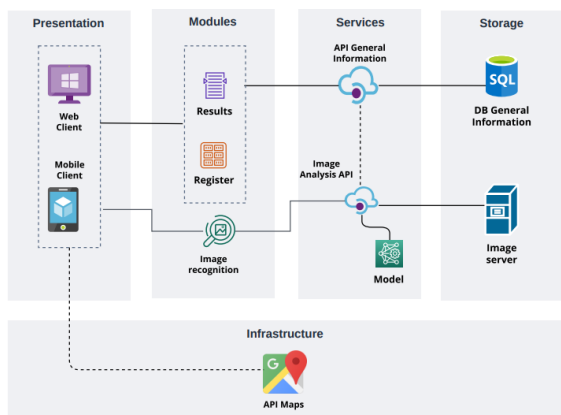 Presentation
Modules
Services
Storage
Web
Client
Mobile
Client
Results
Register
Image
recognition
API General
Information
Image
Analysis API
Model
SQL
DB General
Information
Image
server
Infrastructure
G
API Maps